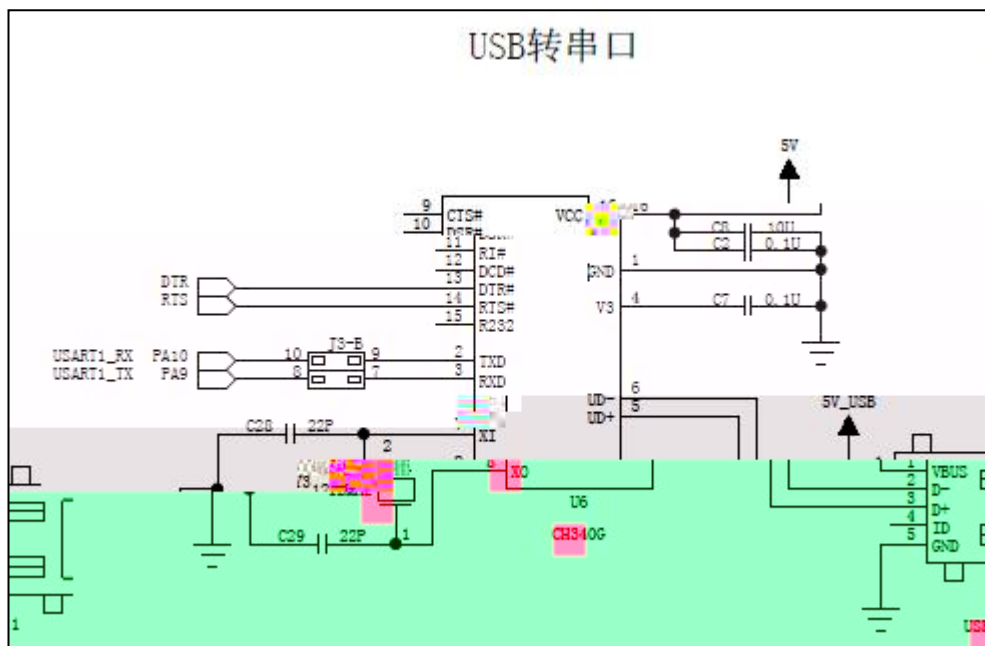 USB转串口
5V
9 CTS# VCC
10
C8 10U
11 C2 0.1U
RI#
12 DCD# GND 1
DTR 13 DTR#
RTS 14 RTS# V3 4 C7 0.1U
15 R232
J3-B
USART1_RX PA10 10 9 2 TXD
USART1_TX PA9 8 7 3 RXD
UD- 6
UD+ 5 5V_USB
C28 22P XI
2
XO 1 VBUS
2 D-
U6 3 D+
4 ID
C29 22P 1 CH340G 5 GND
1